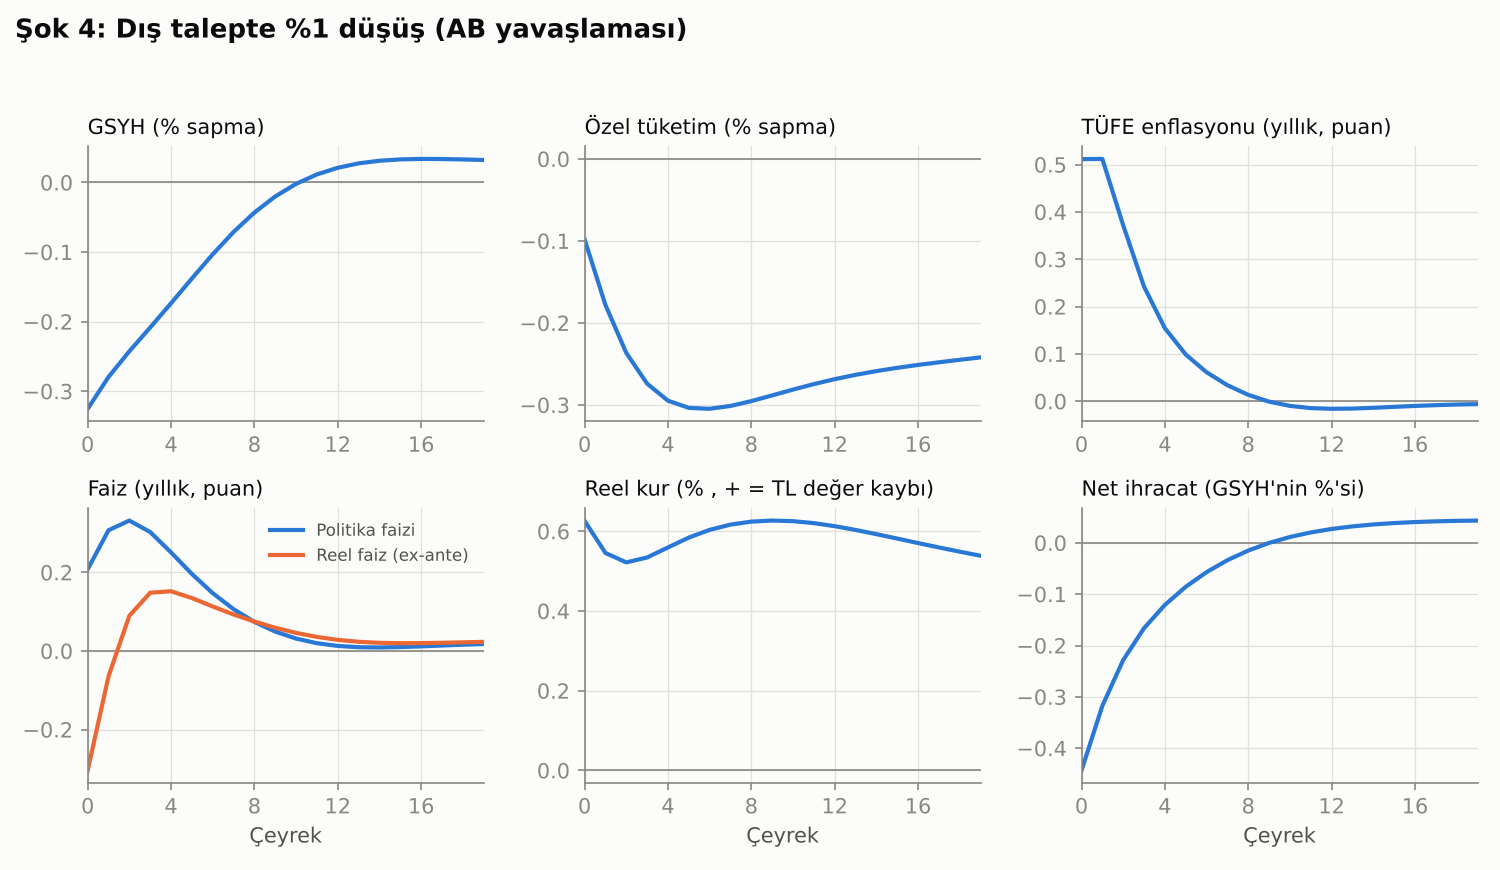 Şok 4: Dış talepte %1 düşüş (AB yavaşlaması)
GSYH (% sapma)
0.0
−0.1
−0.2
−0.3
0 4 8 12 16
Özel tüketim (% sapma)
0.0
−0.1
−0.2
−0.3
0 4 8 12 16
TÜFE enflasyonu (yıllık, puan)
0.5
0.4
0.3
0.2
0.1
0.0
0 4 8 12 16
Faiz (yıllık, puan)
Politika faizi
Reel faiz (ex-ante)
0.2
0.0
−0.2
0 4 8 12 16
Çeyrek
Reel kur (% , + = TL değer kaybı)
0.6
0.4
0.2
0.0
0 4 8 12 16
Çeyrek
Net ihracat (GSYH'nin %'si)
0.0
−0.1
−0.2
−0.3
−0.4
0 4 8 12 16
Çeyrek